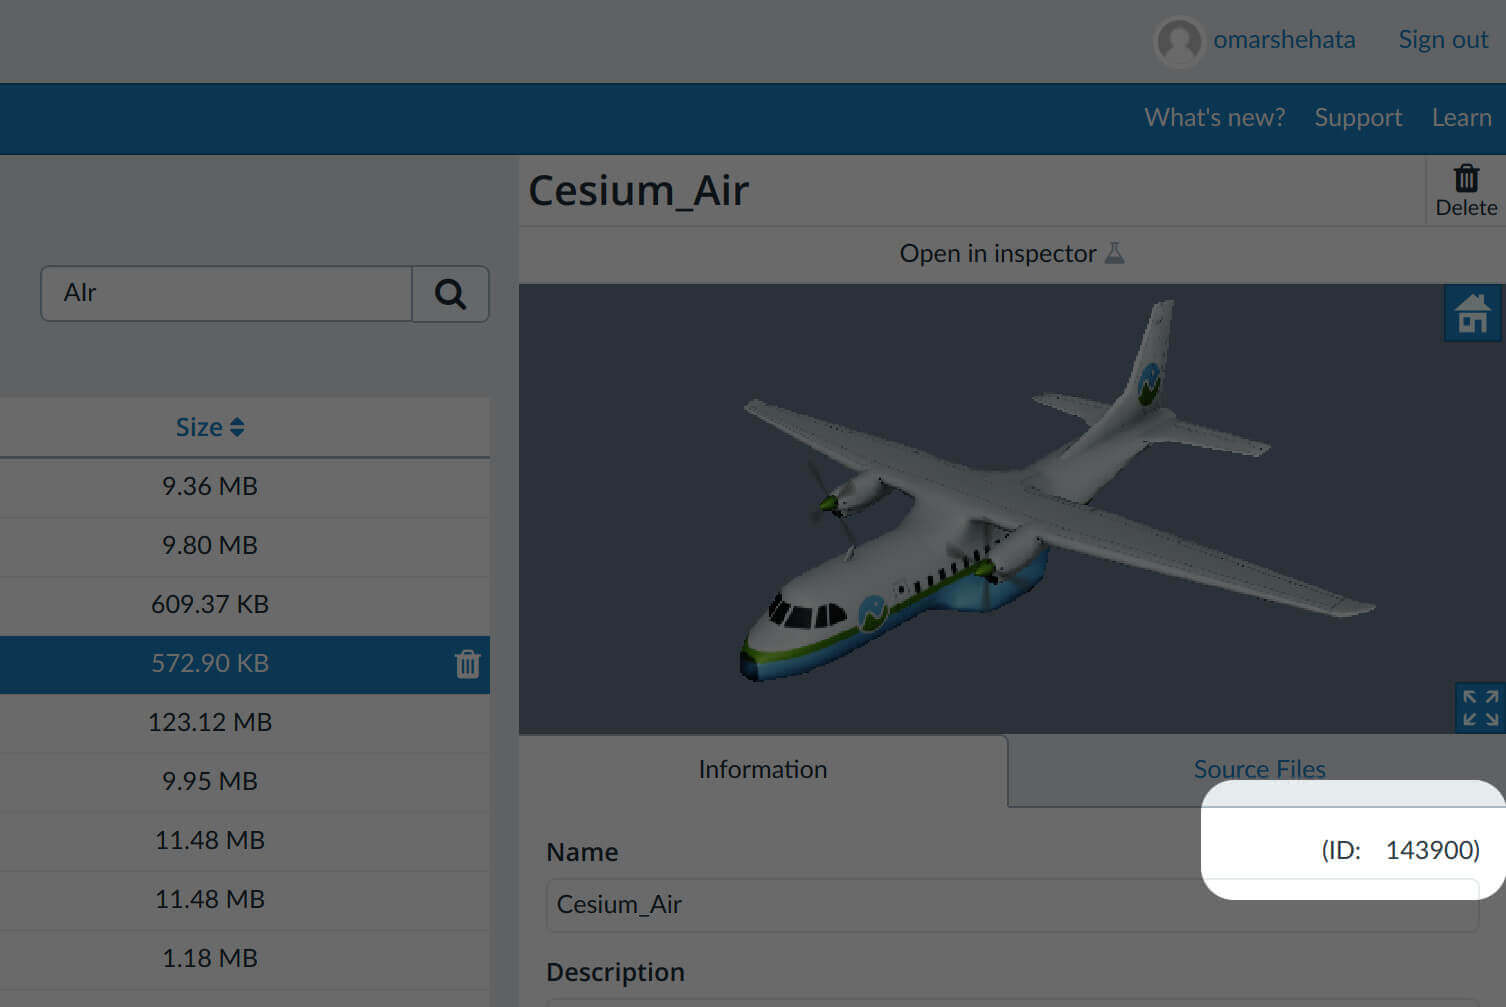 omarshehata Sign out
What's new? Support Learn
Cesium_Air
Delete
Open in inspector
AIr
Size
9.36 MB
9.80 MB
609.37 KB
572.90 KB
123.12 MB
9.95 MB
11.48 MB
11.48 MB
1.18 MB
Information
Source Files
Name
(ID: 143900)
Cesium_Air
Description